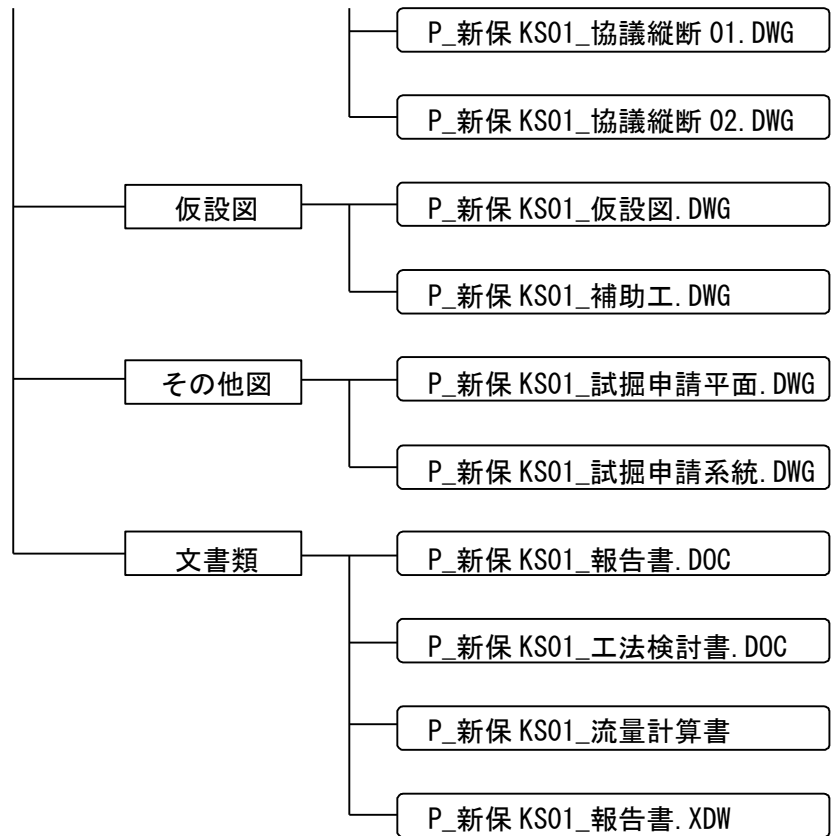 P_新保 KS01_協議縦断 01.DWG
P_新保 KS01_協議縦断 02.DWG
仮設図
P_新保 KS01_仮設図.DWG
P_新保 KS01_補助工.DWG
その他図
P_新保 KS01_試掘申請平面.DWG
P_新保 KS01_試掘申請系統.DWG
文書類
P_新保 KS01_報告書.DOC
P_新保 KS01_工法検討書.DOC
P_新保 KS01_流量計算書
P_新保 KS01_報告書.XDW